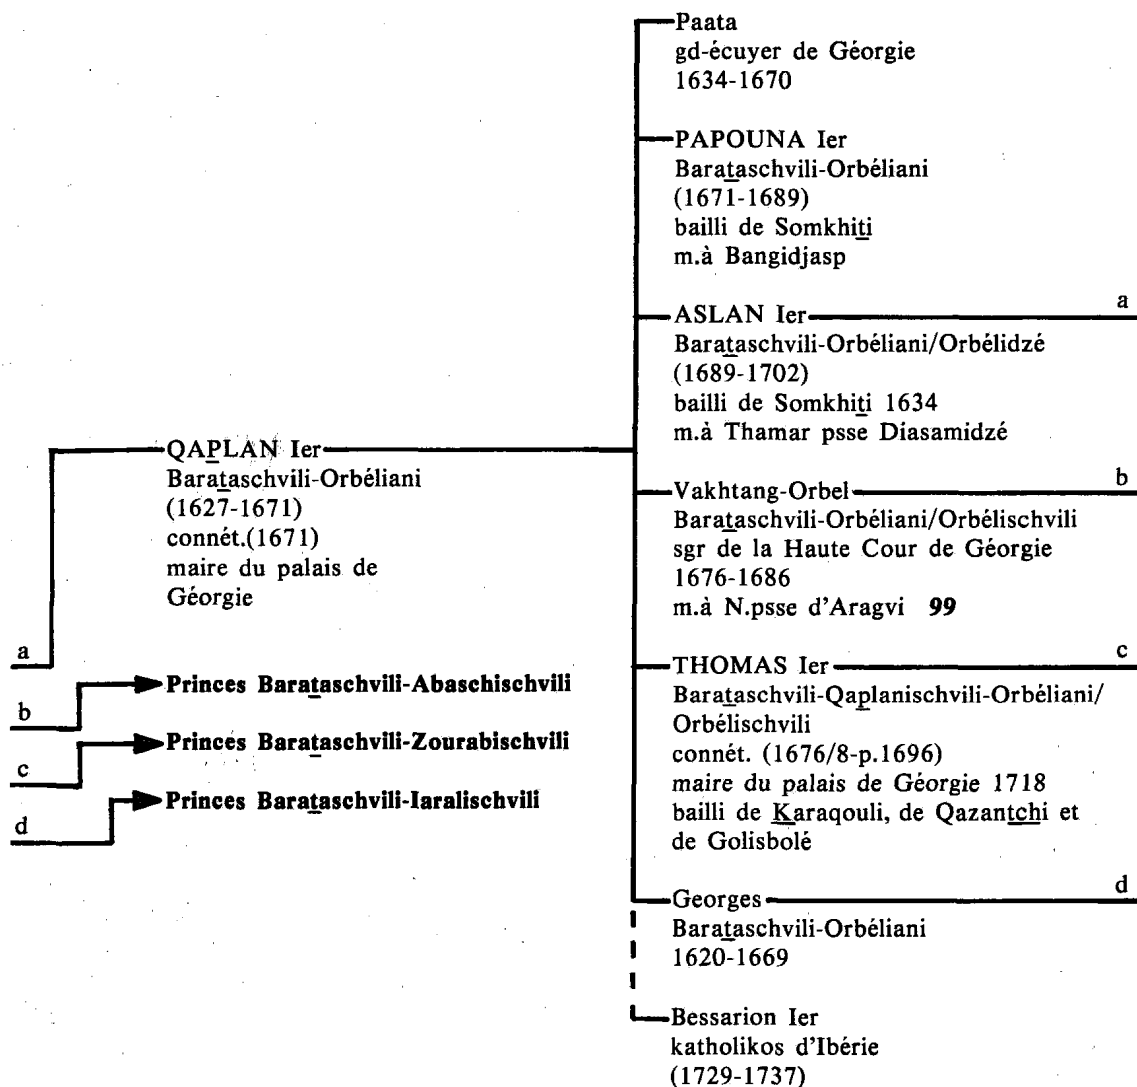 Paata
gd-écuyer de Géorgie
1634-1670
PAPOUNA Ier
Barataschvili-Orbéliani
(1671-1689)
bailli de Somkhiti
m.à Bangidjasp
ASLAN Ier
a
Barataschvili-Orbéliani/Orbélidzé
(1689-1702)
bailli de Somkhiti 1634
m.à Thamar psse Diasamidzé
QAPLAN Ier
Barataschvili-Orbéliani
(1627-1671)
connét.(1671)
maire du palais de
Géorgie
Vakhtang-Orbel
b
Barataschvili-Orbéliani/Orbélischvili
sgr de la Haute Cour de Géorgie
1676-1686
m.à N.psse d'Aragvi 99
a
Princes Barataschvili-Abaschischvili
b
Princes Barataschvili-Zourabischvili
c
Princes Barataschvili-Iaralischvili
d
THOMAS Ier
c
Barataschvili-Qaplanischvili-Orbéliani/
Orbélischvili
connét. (1676/8-p.1696)
maire du palais de Géorgie 1718
bailli de Karaqouli, de Qazantchi et
de Golisbolé
Georges
d
Barataschvili-Orbéliani
1620-1669
Bessarion Ier
katholikos d'Ibérie
(1729-1737)